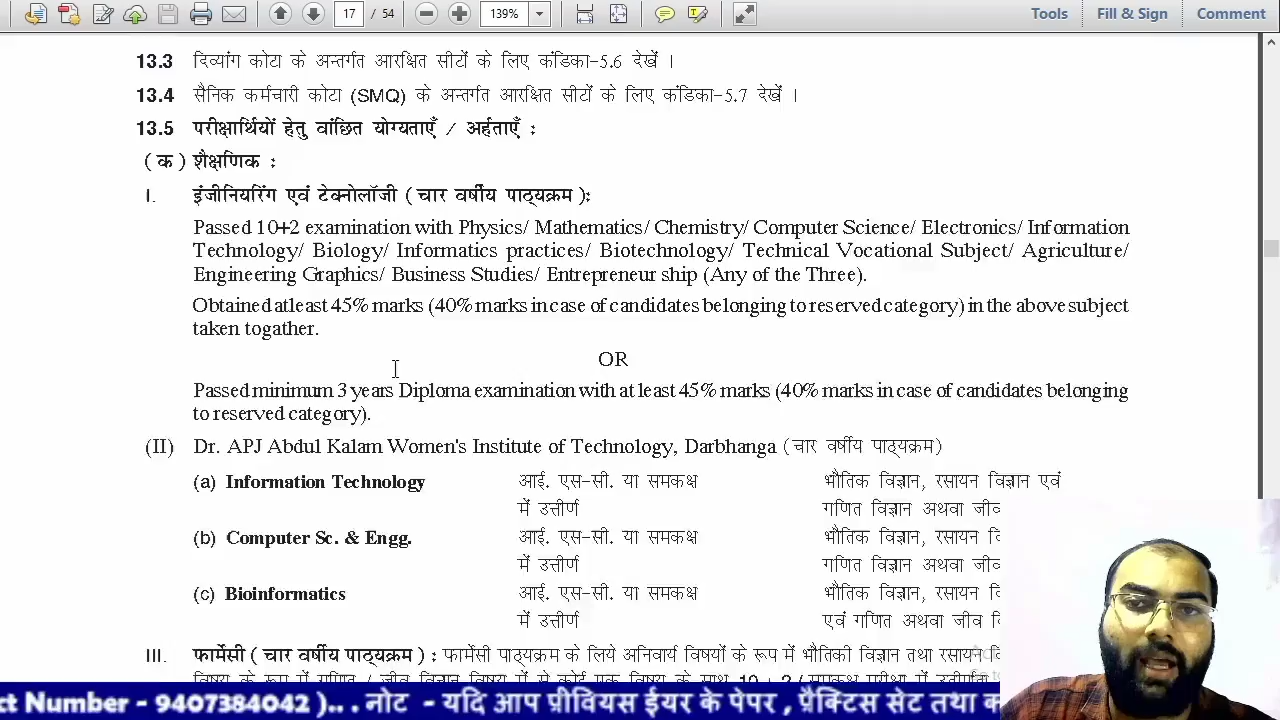 17 / 54 139% Tools Fill & Sign Comment
13.3 दिव्यांग कोटा के अन्तर्गत आरक्षित सीटों के लिए कंडिका-5.6 देखें ।
13.4 सैनिक कर्मचारी कोटा (SMQ) के अन्तर्गत आरक्षित सीटों के लिए कंडिका-5.7 देखें ।
13.5 परीक्षार्थियों हेतु वांछित योग्यताएँ / अर्हताएँ :
(क) शैक्षणिक :
I. इंजीनियरिंग एवं टेक्नोलॉजी (चार वर्षीय पाठ्यक्रम):
Passed 10+2 examination with Physics/ Mathematics/ Chemistry/ Computer Science/ Electronics/ Information
Technology/ Biology/ Informatics practices/ Biotechnology/ Technical Vocational Subject/ Agriculture/
Engineering Graphics/ Business Studies/ Entrepreneur ship (Any of the Three).
Obtained atleast 45% marks (40% marks in case of candidates belonging to reserved category) in the above subject
taken togather.
OR
Passed minimum 3 years Diploma examination with at least 45% marks (40% marks in case of candidates belonging
to reserved category).
(II) Dr. APJ Abdul Kalam Women's Institute of Technology, Darbhanga (चार वर्षीय पाठ्यक्रम)
(a) Information Technology आई. एस-सी. या समकक्ष भौतिक विज्ञान, रसायन विज्ञान एवं
में उत्तीर्ण गणित विज्ञान अथवा जीव
(b) Computer Sc. & Engg. आई. एस-सी. या समकक्ष भौतिक विज्ञान, रसायन
में उत्तीर्ण गणित विज्ञान अथवा जीव
(c) Bioinformatics आई. एस-सी. या समकक्ष भौतिक विज्ञान, रसायन
में उत्तीर्ण एवं गणित अथवा जीव
III. फार्मेसी (चार वर्षीय पाठ्यक्रम) : फार्मेसी पाठ्यक्रम के लिये अनिवार्य विषयों के रूप में भौतिकी विज्ञान तथा रसायन
ct Number - 9407384042 ).. . नोट - यदि आप प्रीवियस ईयर के पेपर , प्रैक्टिस सेट तथा